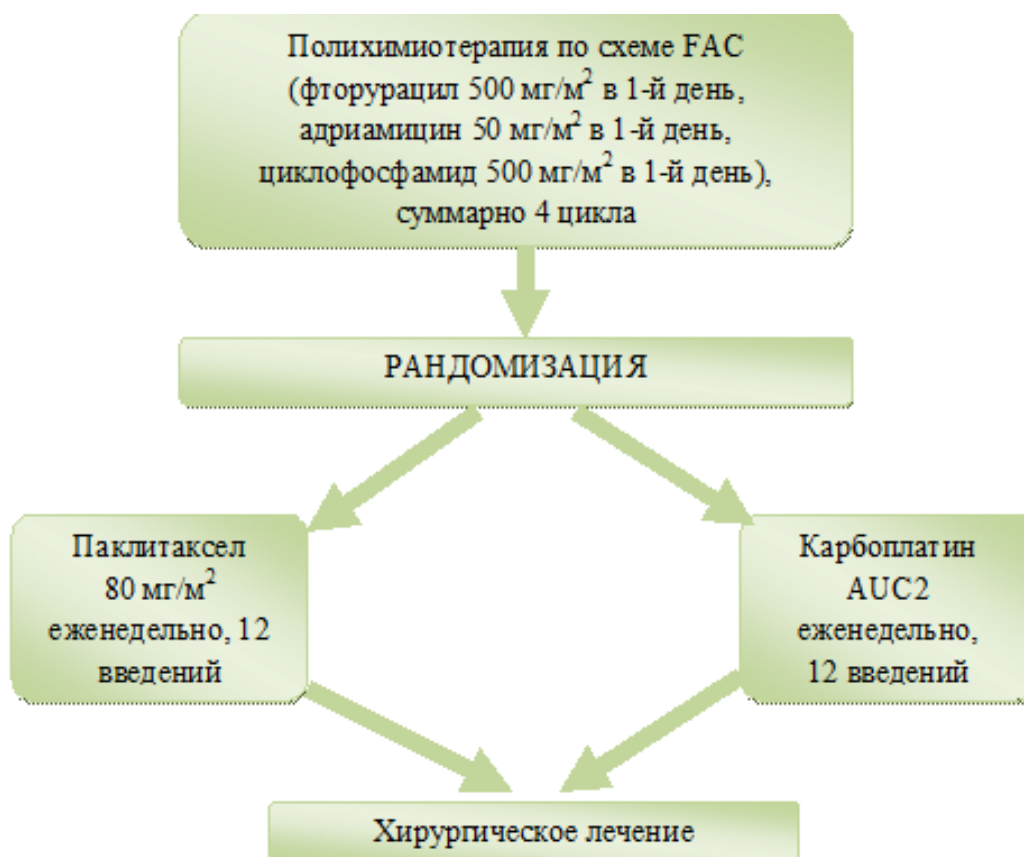 Полихимиотерапия по схеме FAC
(фторурацил 500 мг/м² в 1-й день,
адриамицин 50 мг/м² в 1-й день,
циклофосфамид 500 мг/м² в 1-й день),
суммарно 4 цикла
РАНДОМИЗАЦИЯ
Паклитаксел
80 мг/м²
еженедельно, 12
введений
Карбоплатин
AUC2
еженедельно,
12 введений
Хирургическое лечение